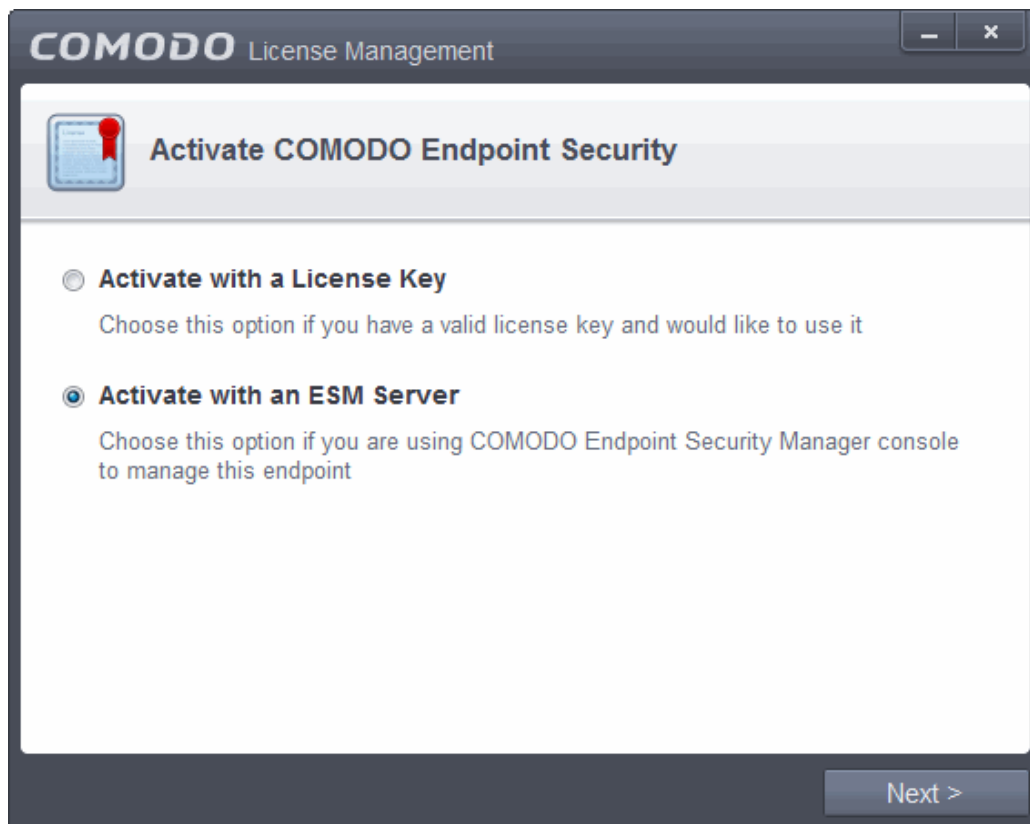 COMODO License Management
Activate COMODO Endpoint Security
Activate with a License Key
Choose this option if you have a valid license key and would like to use it
Activate with an ESM Server
Choose this option if you are using COMODO Endpoint Security Manager console
to manage this endpoint
Next >